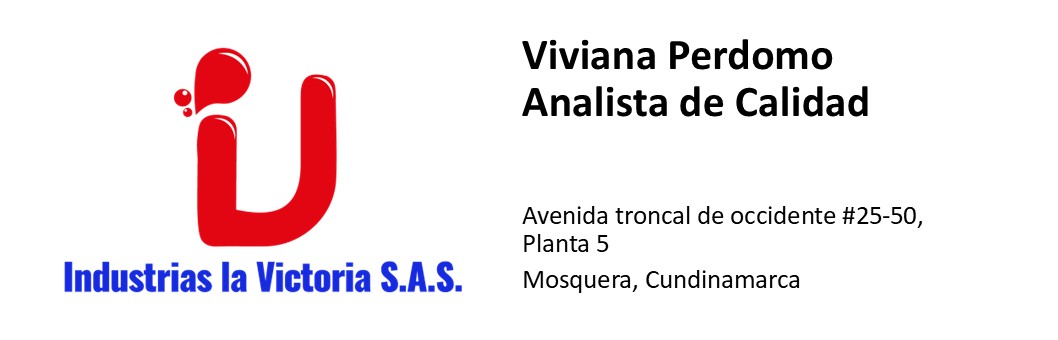 Viviana Perdomo
Analista de Calidad
Avenida troncal de occidente #25-50,
Planta 5
Mosquera, Cundinamarca
Industrias la Victoria S.A.S.